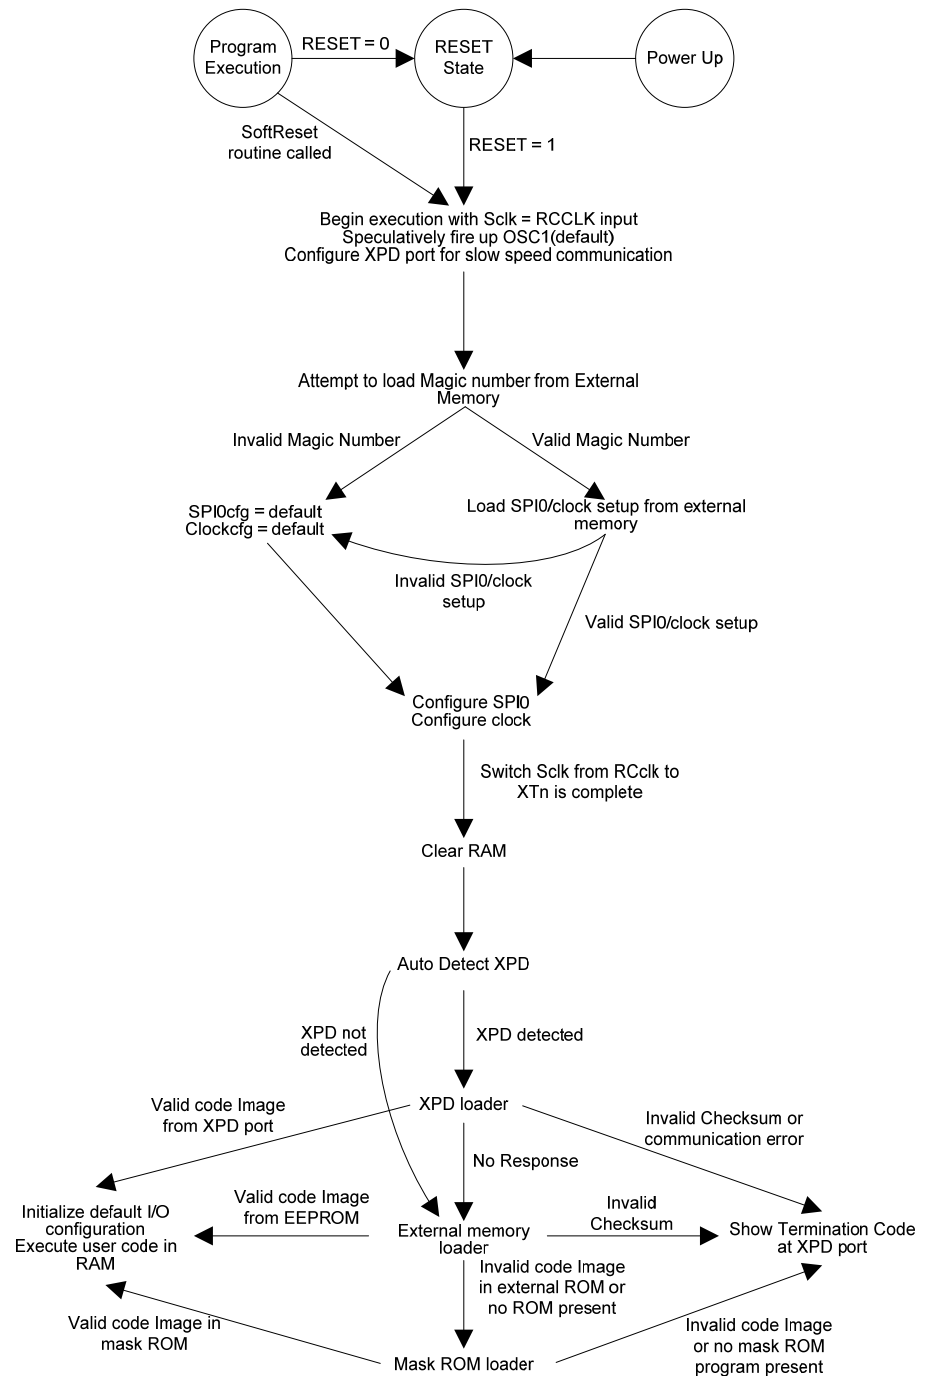 Program
Execution
RESET = 0
RESET
State
Power Up
SoftReset
routine called
RESET = 1
Begin execution with Sclk = RCCLK input
Speculatively fire up OSC1(default)
Configure XPD port for slow speed communication
Attempt to load Magic number from External
Memory
Invalid Magic Number
Valid Magic Number
SPI0cfg = default
Clockcfg = default
Load SPI0/clock setup from external
memory
Invalid SPI0/clock
setup
Valid SPI0/clock setup
Configure SPI0
Configure clock
Switch Sclk from RCclk to
XTn is complete
Clear RAM
Auto Detect XPD
XPD not
detected
XPD detected
XPD loader
Valid code Image
from XPD port
Invalid Checksum or
communication error
No Response
Initialize default I/O
configuration
Execute user code in
RAM
Valid code Image
from EEPROM
External memory
loader
Invalid
Checksum
Show Termination Code
at XPD port
Invalid code Image
in external ROM or
no ROM present
Valid code Image in
mask ROM
Mask ROM loader
Invalid code Image
or no mask ROM
program present